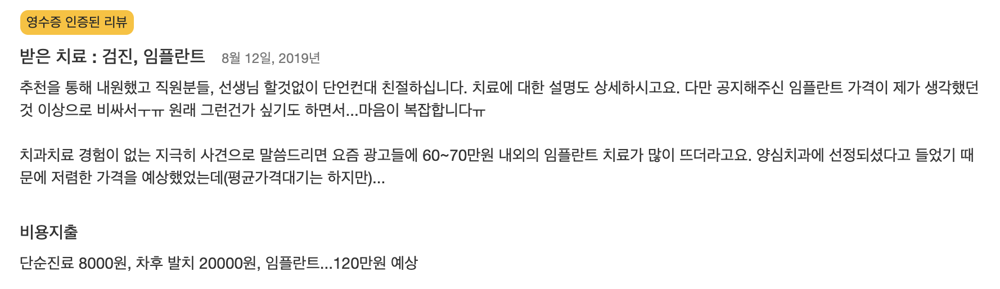 영수증 인증된 리뷰
받은 치료 : 검진, 임플란트 8월 12일, 2019년
추천을 통해 내원했고 직원분들, 선생님 할것없이 단언컨대 친절하십니다. 치료에 대한 설명도 상세하시고요. 다만 공지해주신 임플란트 가격이 제가 생각했던
것 이상으로 비싸서ㅜㅠ 원래 그런건가 싶기도 하면서...마음이 복잡합니다ㅠ
치과치료 경험이 없는 지극히 사견으로 말씀드리면 요즘 광고들에 60~70만원 내외의 임플란트 치료가 많이 뜨더라고요. 양심치과에 선정되셨다고 들었기 때
문에 저렴한 가격을 예상했었는데(평균가격대기는 하지만)...
비용지출
단순진료 8000원, 차후 발치 20000원, 임플란트...120만원 예상